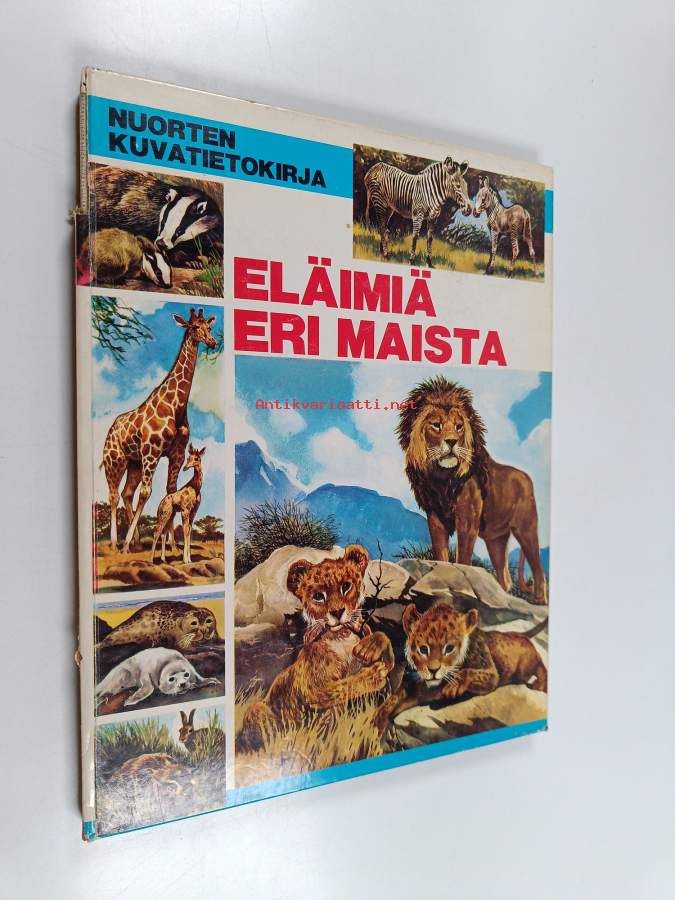 NUORTEN
KUVATIETOKIRJA
ELÄIMIÄ
ERI MAISTA
Antikvariaatti.net